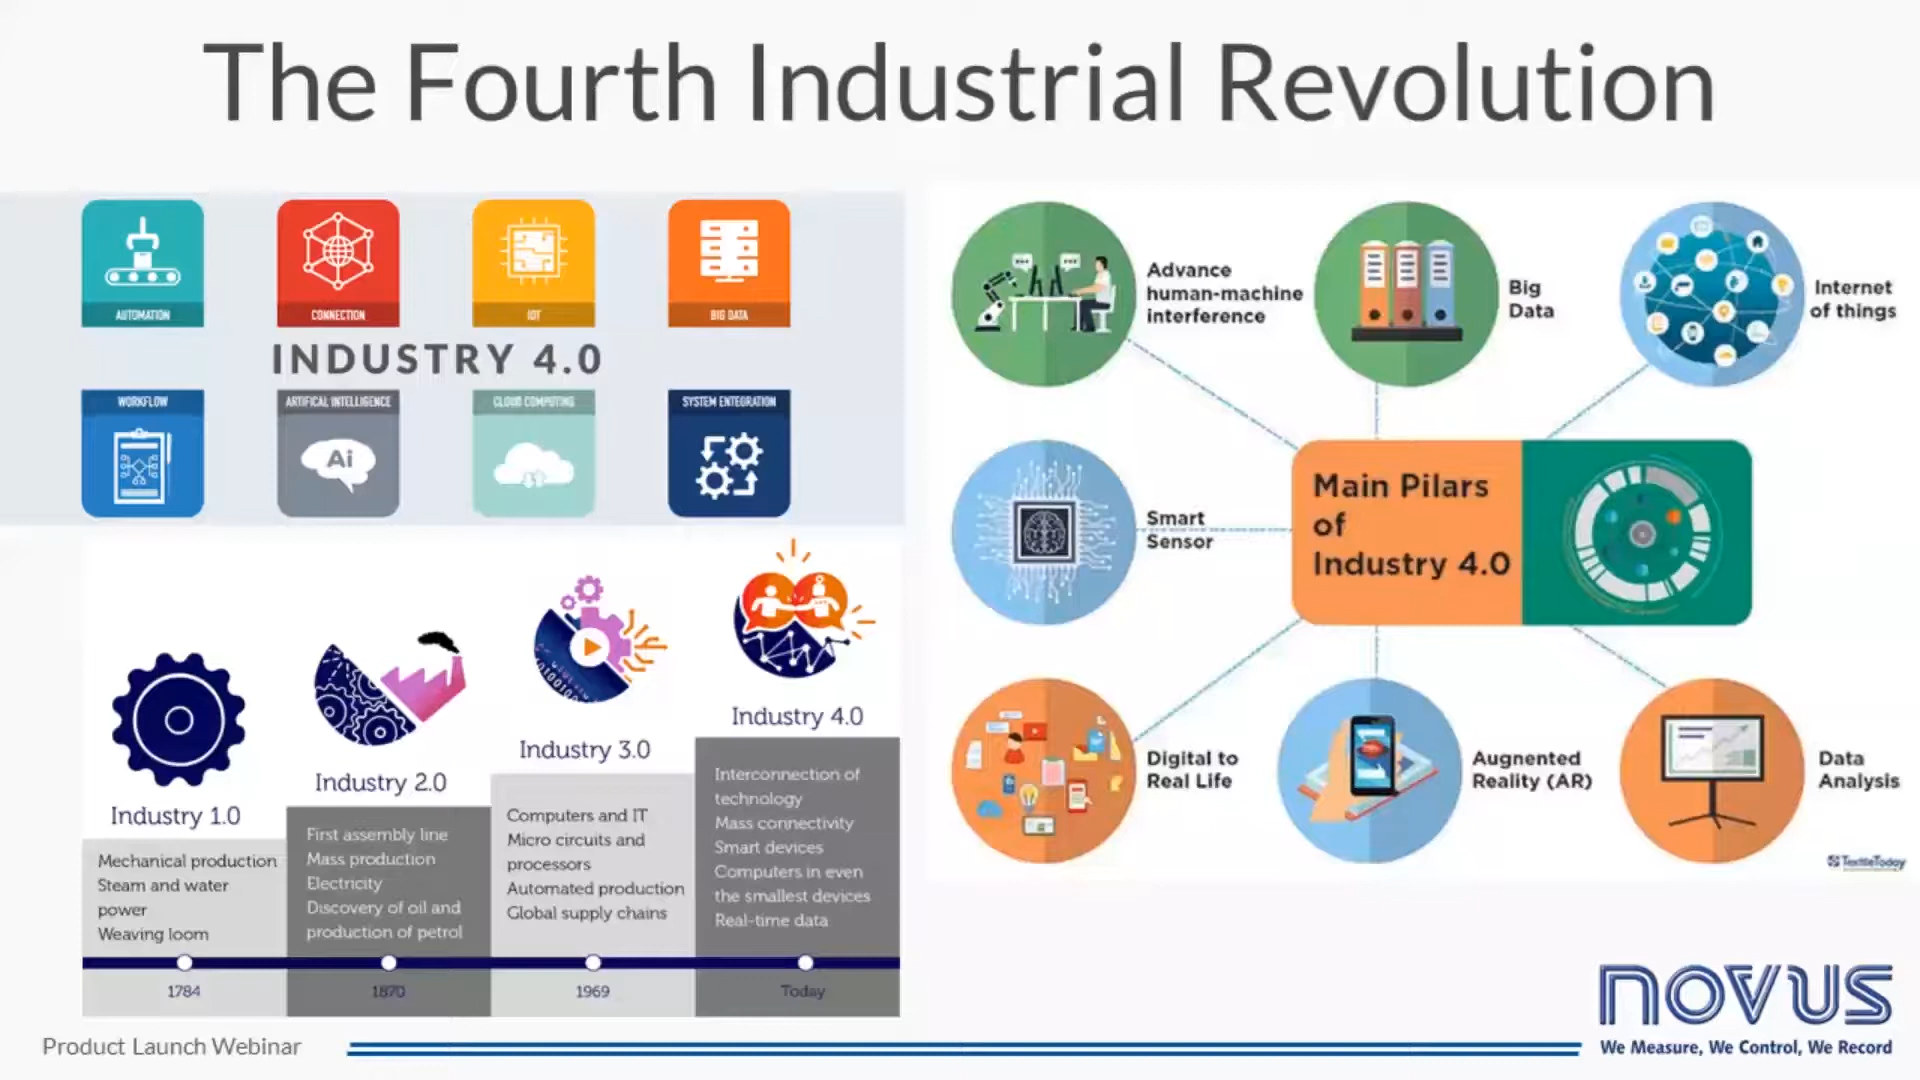 The Fourth Industrial Revolution
AUTOMATION
CONNECTION
IOT
BIG DATA
INDUSTRY 4.0
WORKFLOW
ARTIFICAL INTELLIGENCE
CLOUD COMPUTING
SYSTEM ENTEGRATION
Ai
Industry 1.0
Mechanical production
Steam and water
power
Weaving loom
1784
Industry 2.0
First assembly line
Mass production
Electricity
Discovery of oil and
production of petrol
1870
Industry 3.0
Computers and IT
Micro circuits and
processors
Automated production
Global supply chains
1969
Industry 4.0
Interconnection of
technology
Mass connectivity
Smart devices
Computers in even
the smallest devices
Real-time data
Today
Advance
human-machine
interference
Big
Data
Internet
of things
Smart
Sensor
Main Pilars
of
Industry 4.0
Digital to
Real Life
Augmented
Reality (AR)
Data
Analysis
TextileToday
Product Launch Webinar
novus
We Measure, We Control, We Record